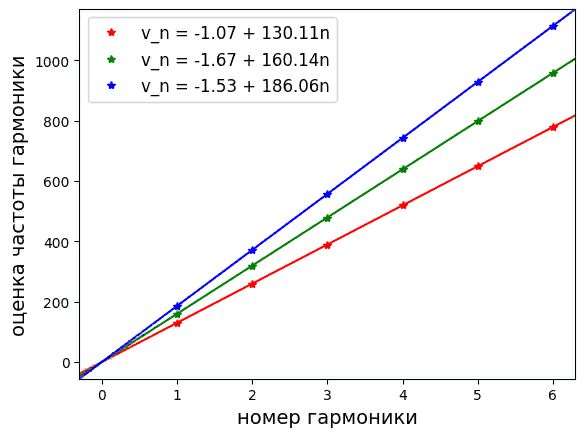 v_n = -1.07 + 130.11n
v_n = -1.67 + 160.14n
v_n = -1.53 + 186.06n
оценка частоты гармоники
1000
800
600
400
200
0
0 1 2 3 4 5 6
номер гармоники